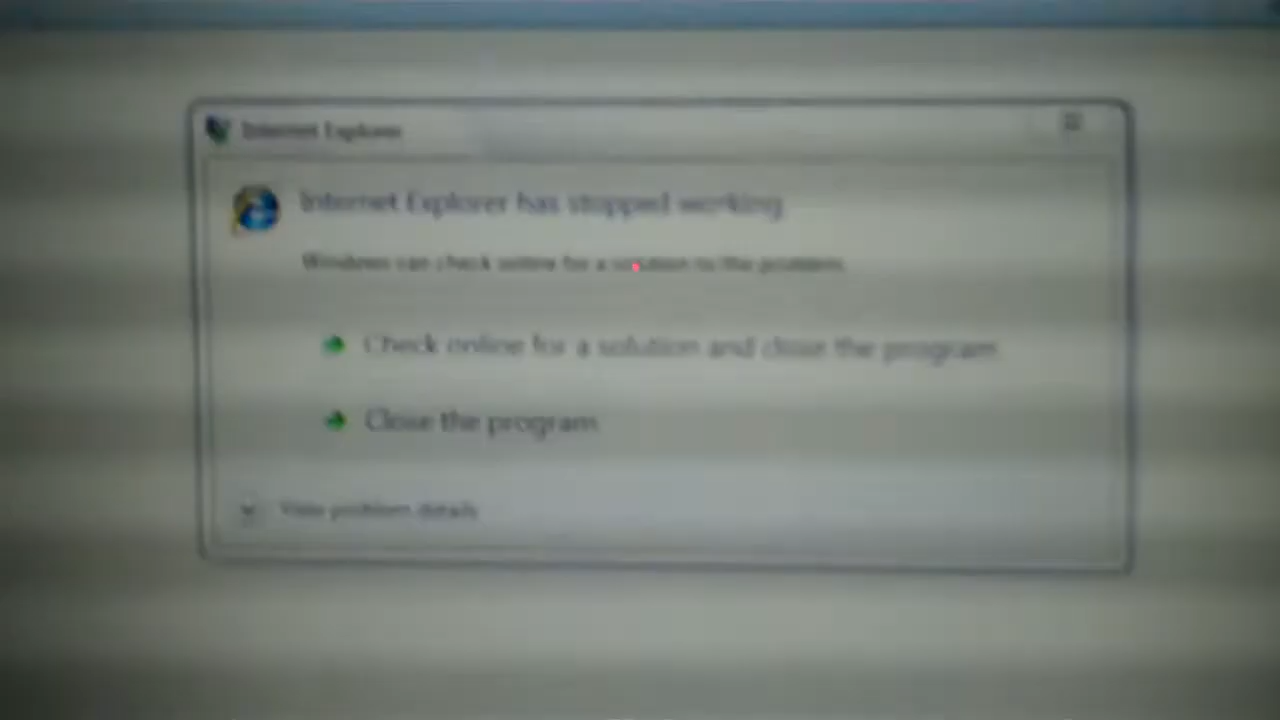 Internet Explorer
Internet Explorer has stopped working
Windows can check online for a solution to the problem.
Check online for a solution and close the program
Close the program
View problem details